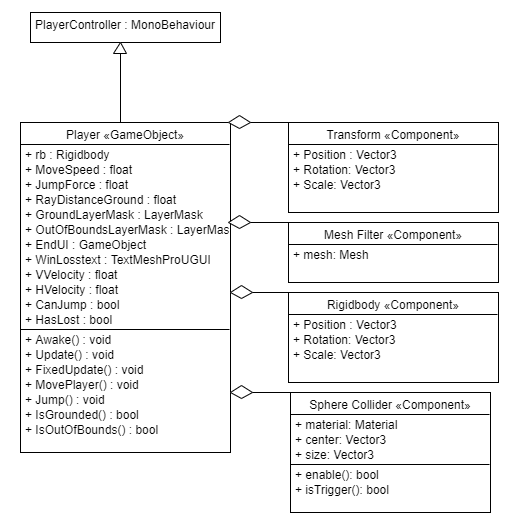 PlayerController : MonoBehaviour
Player «GameObject»
+ rb : Rigidbody
+ MoveSpeed : float
+ JumpForce : float
+ RayDistanceGround : float
+ GroundLayerMask : LayerMask
+ OutOfBoundsLayerMask : LayerMas
+ EndUI : GameObject
+ WinLosstext : TextMeshProUGUI
+ VVelocity : float
+ HVelocity : float
+ CanJump : bool
+ HasLost : bool
+ Awake() : void
+ Update() : void
+ FixedUpdate() : void
+ MovePlayer() : void
+ Jump() : void
+ IsGrounded() : bool
+ IsOutOfBounds() : bool
Transform «Component»
+ Position : Vector3
+ Rotation: Vector3
+ Scale: Vector3
Mesh Filter «Component»
+ mesh: Mesh
Rigidbody «Component»
+ Position : Vector3
+ Rotation: Vector3
+ Scale: Vector3
Sphere Collider «Component»
+ material: Material
+ center: Vector3
+ size: Vector3
+ enable(): bool
+ isTrigger(): bool